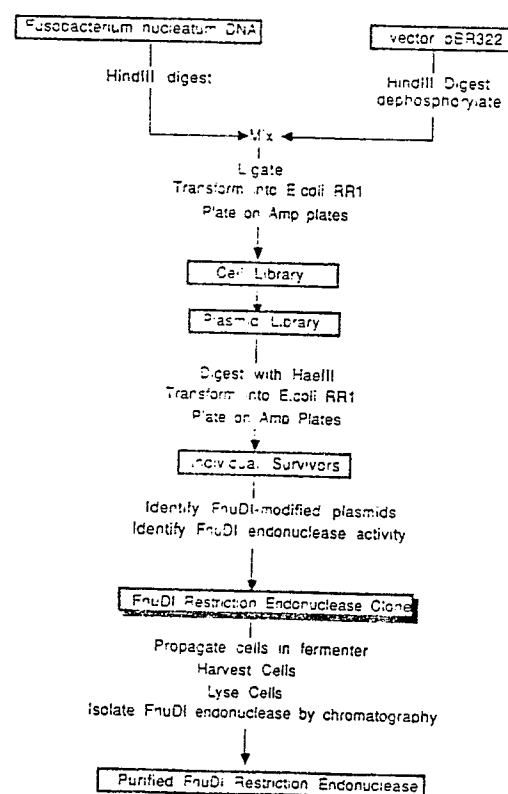 Fusobacterium nucleatum DNA
vector pBR322
HindIII digest
HindIII Digest
dephosphorylate
Mix
Ligate
Transform into E.coli RR1
Plate on Amp plates
Cell Library
Plasmid Library
Digest with HaeIII
Transform into E.coli RR1
Plate on Amp Plates
Individual Survivors
Identify FnuDI-modified plasmids
Identify FnuDI endonuclease activity
FnuDI Restriction Endonuclease Clone
Propagate cells in fermenter
Harvest Cells
Lyse Cells
Isolate FnuDI endonuclease by chromatography
Purified FnuDI Restriction Endonuclease